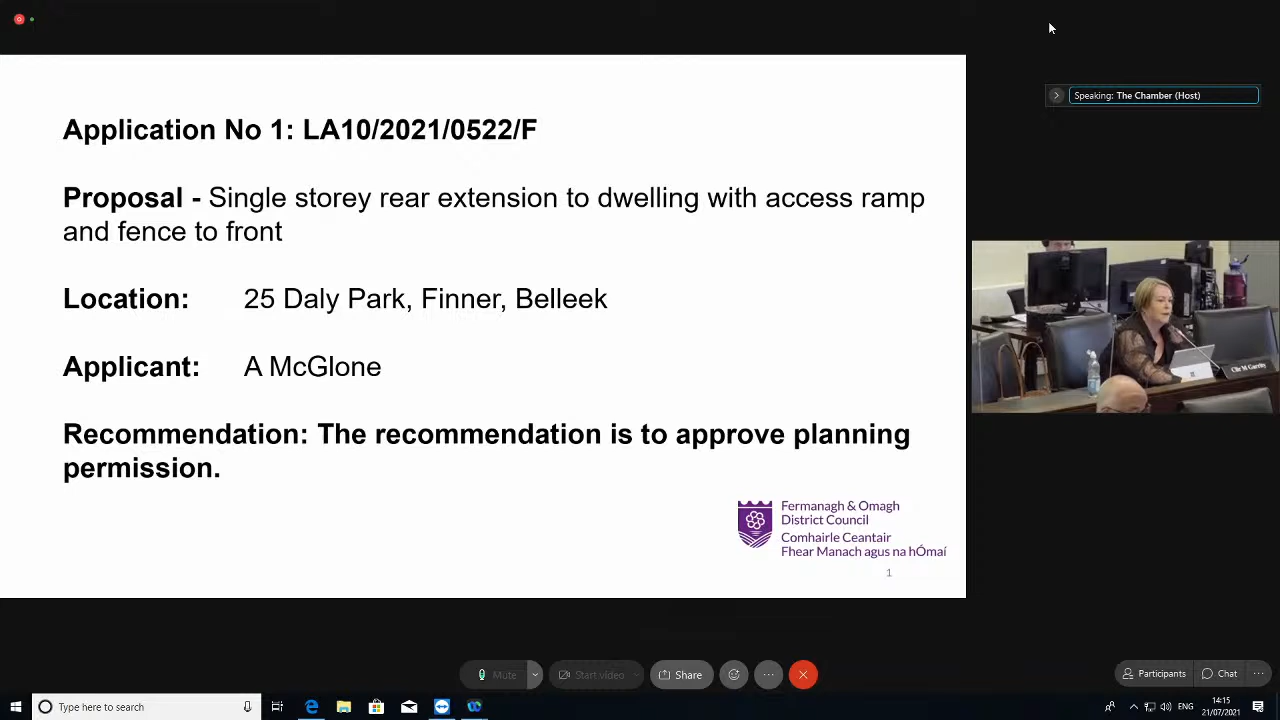 Speaking: The Chamber (Host)
Application No 1: LA10/2021/0522/F
Proposal - Single storey rear extension to dwelling with access ramp
and fence to front
Location: 25 Daly Park, Finner, Belleek
Applicant: A McGlone
Recommendation: The recommendation is to approve planning
permission.
Fermanagh & Omagh
District Council
Comhairle Ceantair
Fhear Manach agus na hÓmaí
1
Cllr M Garrity
Mute
Start video
Share
Participants
Chat
Type here to search
14:15
21/07/2021